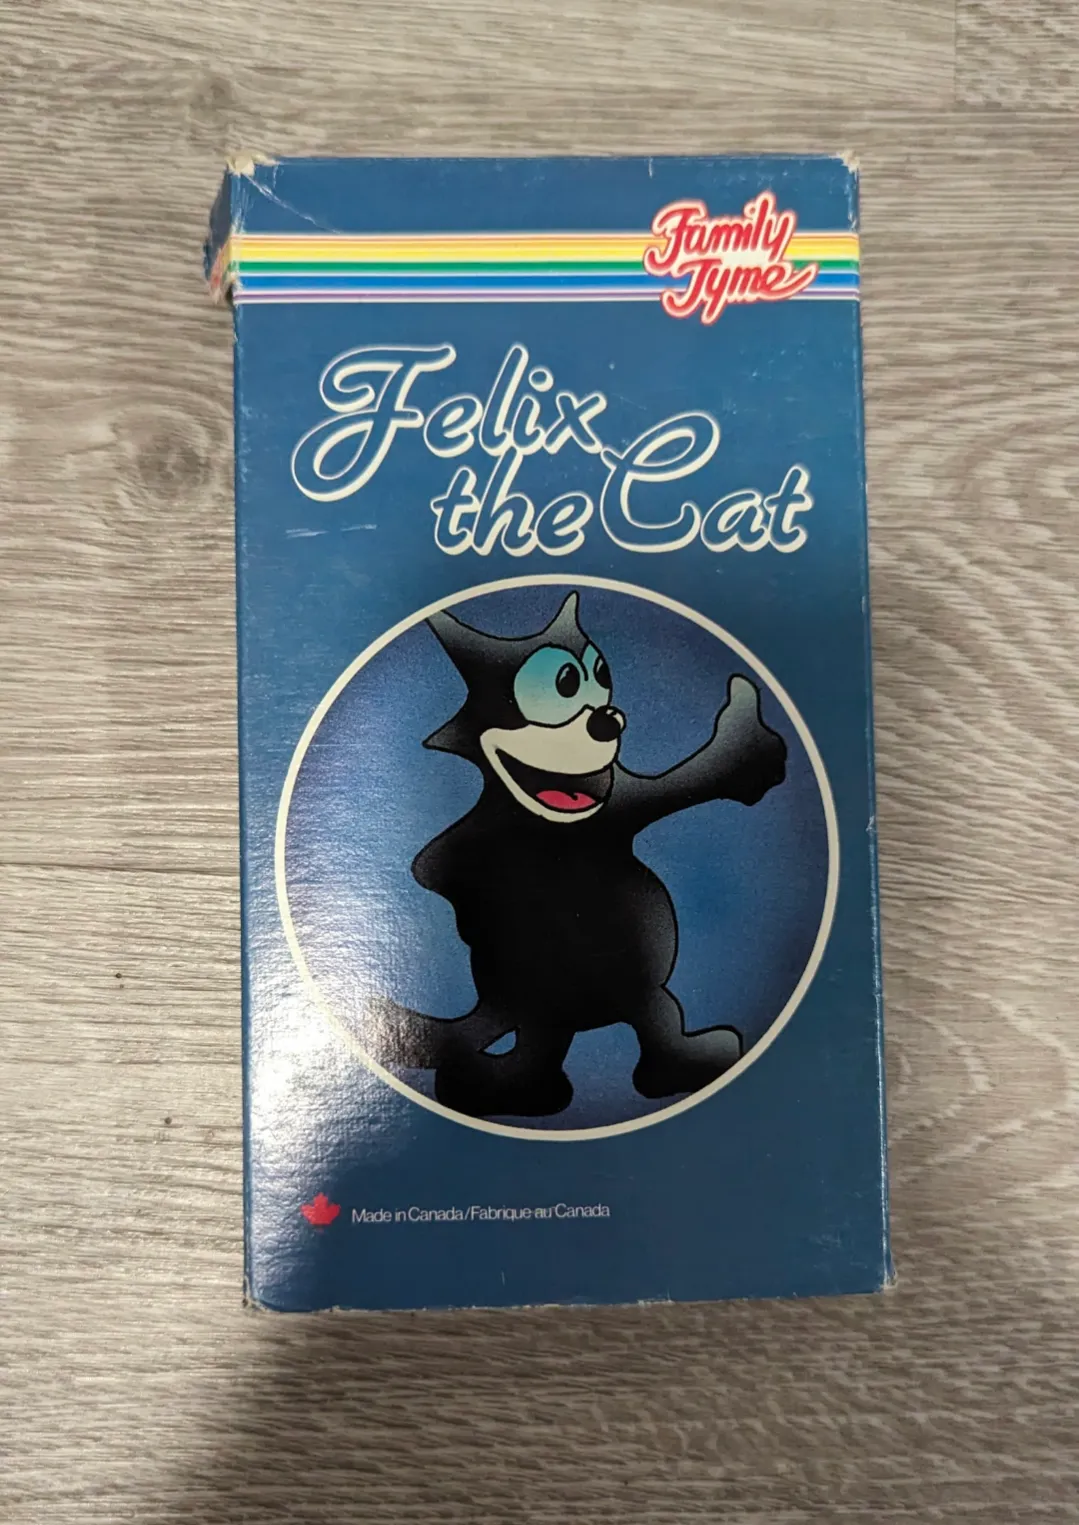 Family
Tyme
Felix
the Cat
Made in Canada/Fabrique au Canada